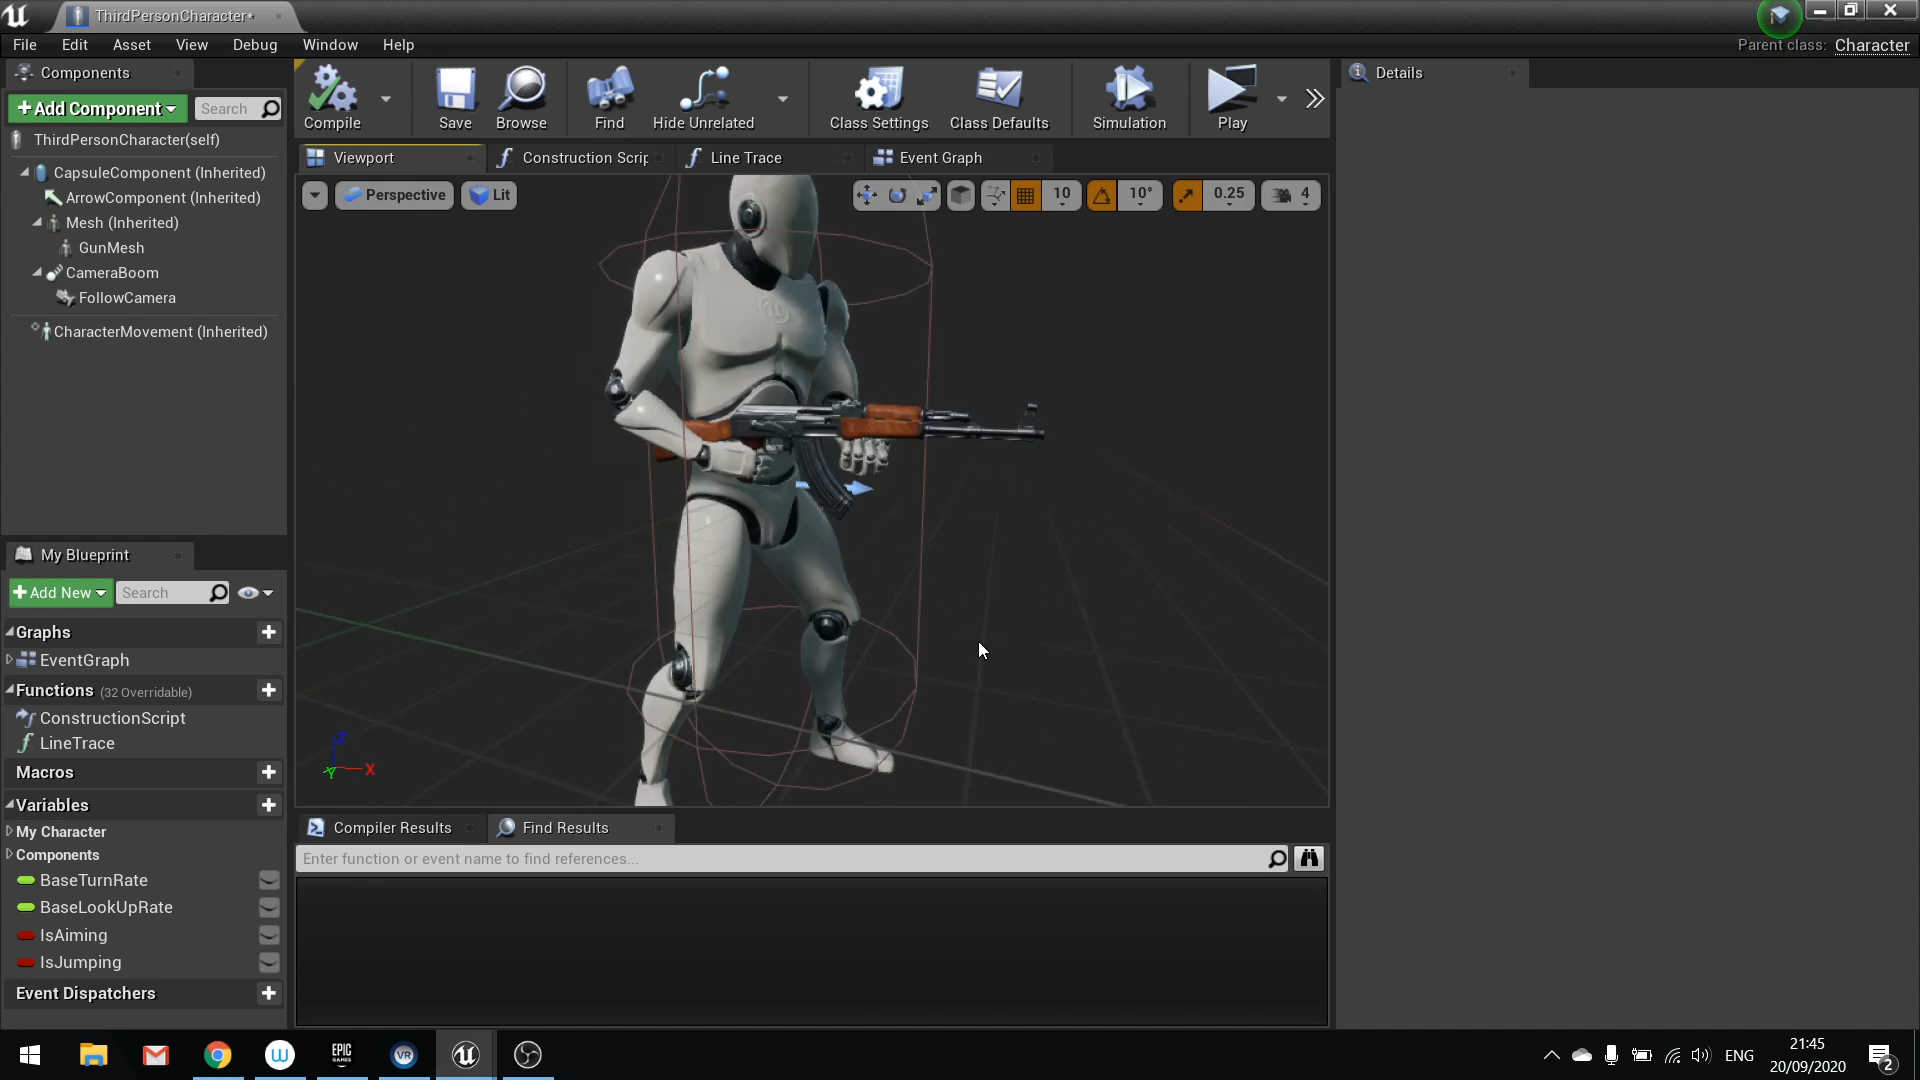 ThirdPersonCharacter*
File Edit Asset View Debug Window Help
Parent class: Character
Components
Add Component
Search
ThirdPersonCharacter(self)
CapsuleComponent (Inherited)
ArrowComponent (Inherited)
Mesh (Inherited)
GunMesh
CameraBoom
FollowCamera
CharacterMovement (Inherited)
Compile
Save
Browse
Find
Hide Unrelated
Class Settings
Class Defaults
Simulation
Play
Viewport
Construction Scrip
Line Trace
Event Graph
Perspective
Lit
10
10°
0.25
4
Z
Y
X
Details
My Blueprint
Add New
Search
Graphs
EventGraph
Functions (32 Overridable)
ConstructionScript
LineTrace
Macros
Variables
My Character
Components
BaseTurnRate
BaseLookUpRate
IsAiming
IsJumping
Event Dispatchers
Compiler Results
Find Results
Enter function or event name to find references...
W
EPIC
GAMES
VR
ENG
21:45
20/09/2020
2